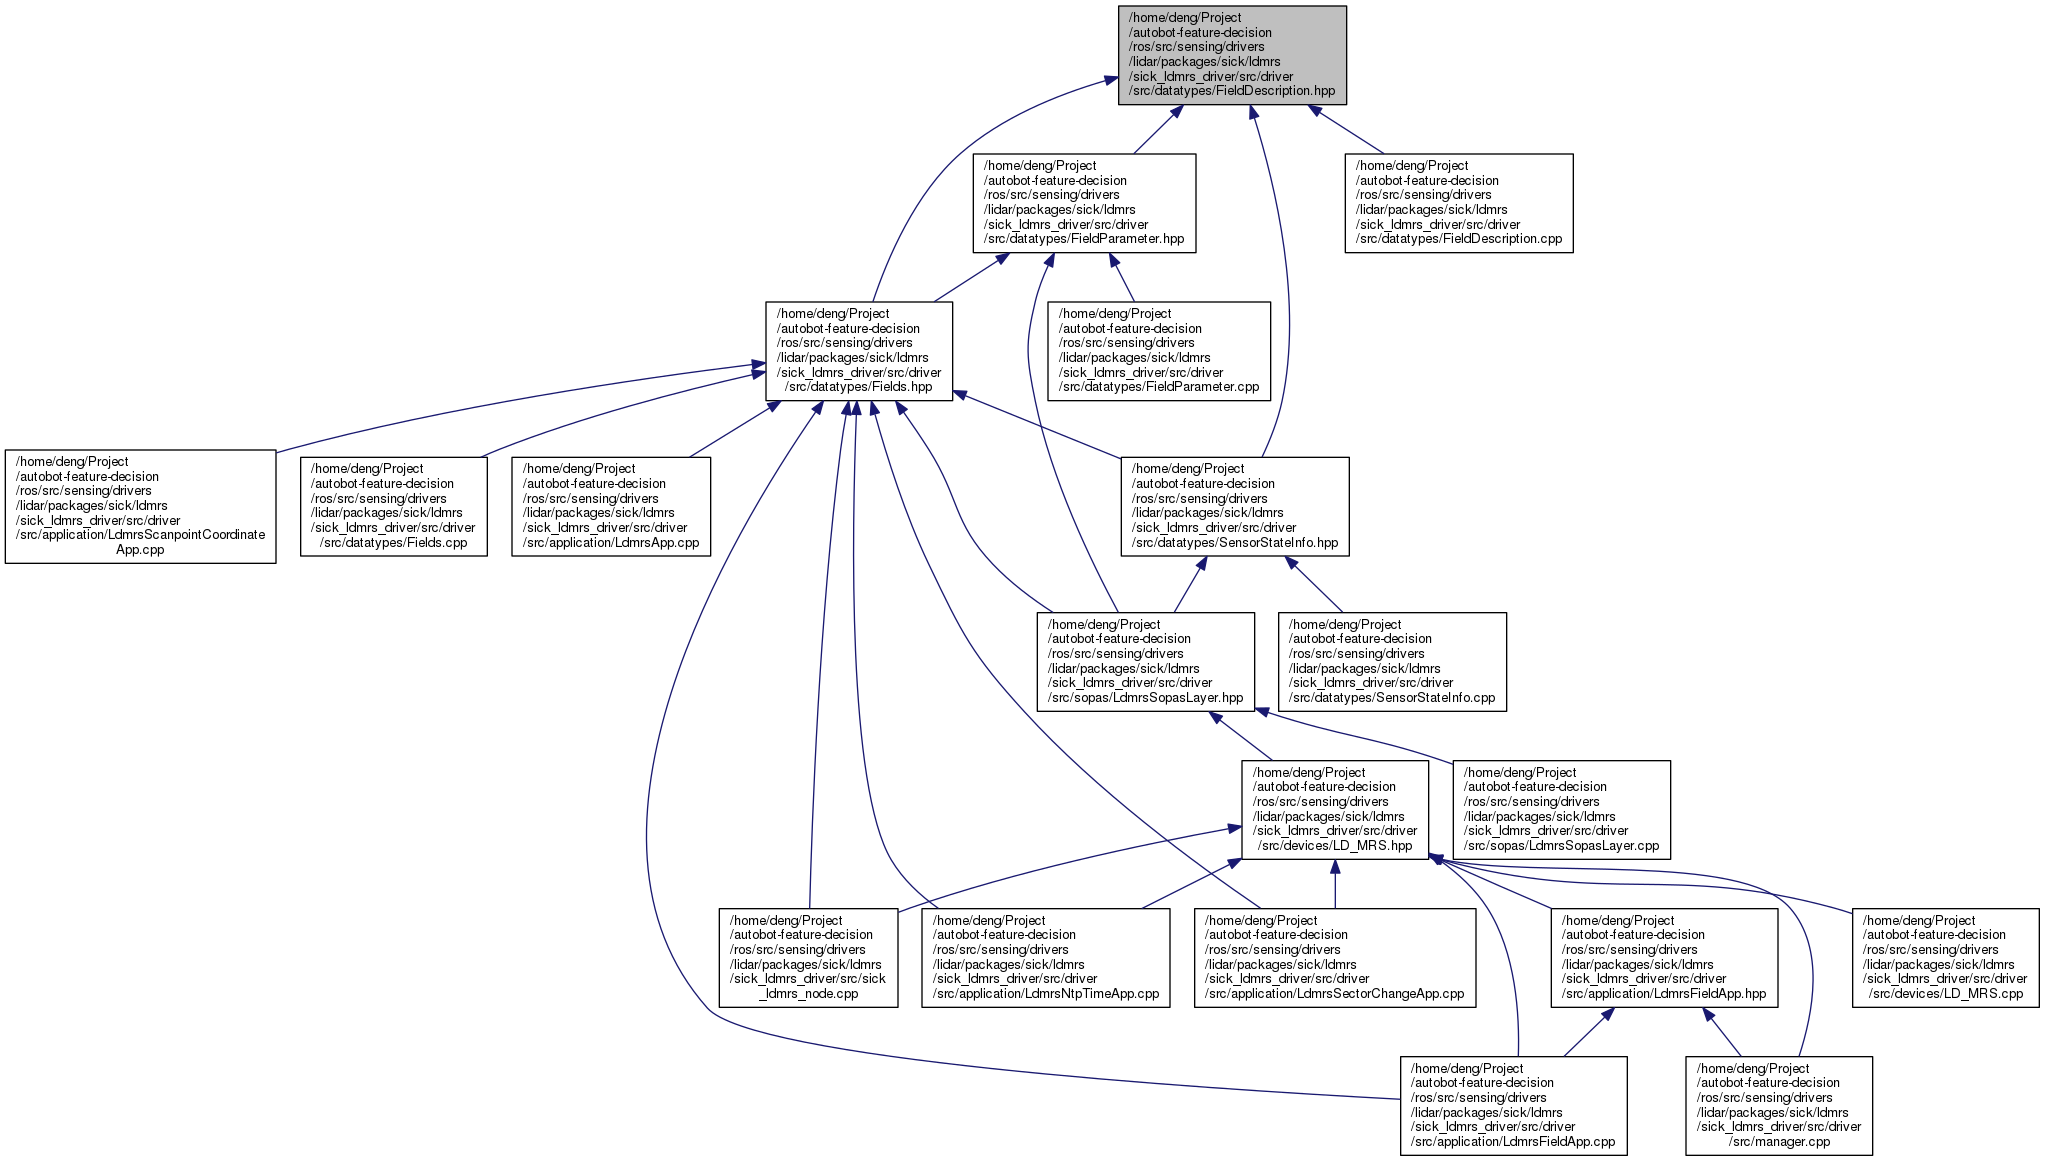 /home/deng/Project
/autobot-feature-decision
/ros/src/sensing/drivers
/lidar/packages/sick/ldmrs
/sick_ldmrs_driver/src/driver
/src/datatypes/FieldDescription.hpp
/home/deng/Project
/autobot-feature-decision
/ros/src/sensing/drivers
/lidar/packages/sick/ldmrs
/sick_ldmrs_driver/src/driver
/src/datatypes/FieldParameter.hpp
/home/deng/Project
/autobot-feature-decision
/ros/src/sensing/drivers
/lidar/packages/sick/ldmrs
/sick_ldmrs_driver/src/driver
/src/datatypes/FieldDescription.cpp
/home/deng/Project
/autobot-feature-decision
/ros/src/sensing/drivers
/lidar/packages/sick/ldmrs
/sick_ldmrs_driver/src/driver
/src/datatypes/Fields.hpp
/home/deng/Project
/autobot-feature-decision
/ros/src/sensing/drivers
/lidar/packages/sick/ldmrs
/sick_ldmrs_driver/src/driver
/src/datatypes/FieldParameter.cpp
/home/deng/Project
/autobot-feature-decision
/ros/src/sensing/drivers
/lidar/packages/sick/ldmrs
/sick_ldmrs_driver/src/driver
/src/application/LdmrsScanpointCoordinate
App.cpp
/home/deng/Project
/autobot-feature-decision
/ros/src/sensing/drivers
/lidar/packages/sick/ldmrs
/sick_ldmrs_driver/src/driver
/src/datatypes/Fields.cpp
/home/deng/Project
/autobot-feature-decision
/ros/src/sensing/drivers
/lidar/packages/sick/ldmrs
/sick_ldmrs_driver/src/driver
/src/application/LdmrsApp.cpp
/home/deng/Project
/autobot-feature-decision
/ros/src/sensing/drivers
/lidar/packages/sick/ldmrs
/sick_ldmrs_driver/src/driver
/src/datatypes/SensorStateInfo.hpp
/home/deng/Project
/autobot-feature-decision
/ros/src/sensing/drivers
/lidar/packages/sick/ldmrs
/sick_ldmrs_driver/src/driver
/src/sopas/LdmrsSopasLayer.hpp
/home/deng/Project
/autobot-feature-decision
/ros/src/sensing/drivers
/lidar/packages/sick/ldmrs
/sick_ldmrs_driver/src/driver
/src/datatypes/SensorStateInfo.cpp
/home/deng/Project
/autobot-feature-decision
/ros/src/sensing/drivers
/lidar/packages/sick/ldmrs
/sick_ldmrs_driver/src/driver
/src/devices/LD_MRS.hpp
/home/deng/Project
/autobot-feature-decision
/ros/src/sensing/drivers
/lidar/packages/sick/ldmrs
/sick_ldmrs_driver/src/driver
/src/sopas/LdmrsSopasLayer.cpp
/home/deng/Project
/autobot-feature-decision
/ros/src/sensing/drivers
/lidar/packages/sick/ldmrs
/sick_ldmrs_driver/src/sick
_ldmrs_node.cpp
/home/deng/Project
/autobot-feature-decision
/ros/src/sensing/drivers
/lidar/packages/sick/ldmrs
/sick_ldmrs_driver/src/driver
/src/application/LdmrsNtpTimeApp.cpp
/home/deng/Project
/autobot-feature-decision
/ros/src/sensing/drivers
/lidar/packages/sick/ldmrs
/sick_ldmrs_driver/src/driver
/src/application/LdmrsSectorChangeApp.cpp
/home/deng/Project
/autobot-feature-decision
/ros/src/sensing/drivers
/lidar/packages/sick/ldmrs
/sick_ldmrs_driver/src/driver
/src/application/LdmrsFieldApp.hpp
/home/deng/Project
/autobot-feature-decision
/ros/src/sensing/drivers
/lidar/packages/sick/ldmrs
/sick_ldmrs_driver/src/driver
/src/devices/LD_MRS.cpp
/home/deng/Project
/autobot-feature-decision
/ros/src/sensing/drivers
/lidar/packages/sick/ldmrs
/sick_ldmrs_driver/src/driver
/src/application/LdmrsFieldApp.cpp
/home/deng/Project
/autobot-feature-decision
/ros/src/sensing/drivers
/lidar/packages/sick/ldmrs
/sick_ldmrs_driver/src/driver
/src/manager.cpp